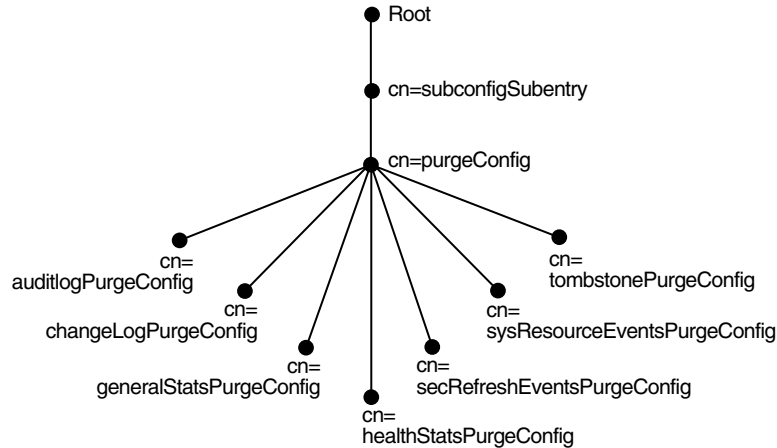 Root
cn=subconfigSubentry
cn=purgeConfig
cn=
auditlogPurgeConfig
cn=
changeLogPurgeConfig
cn=
generalStatsPurgeConfig
cn=
healthStatsPurgeConfig
cn=
secRefreshEventsPurgeConfig
cn=
sysResourceEventsPurgeConfig
cn=
tombstonePurgeConfig